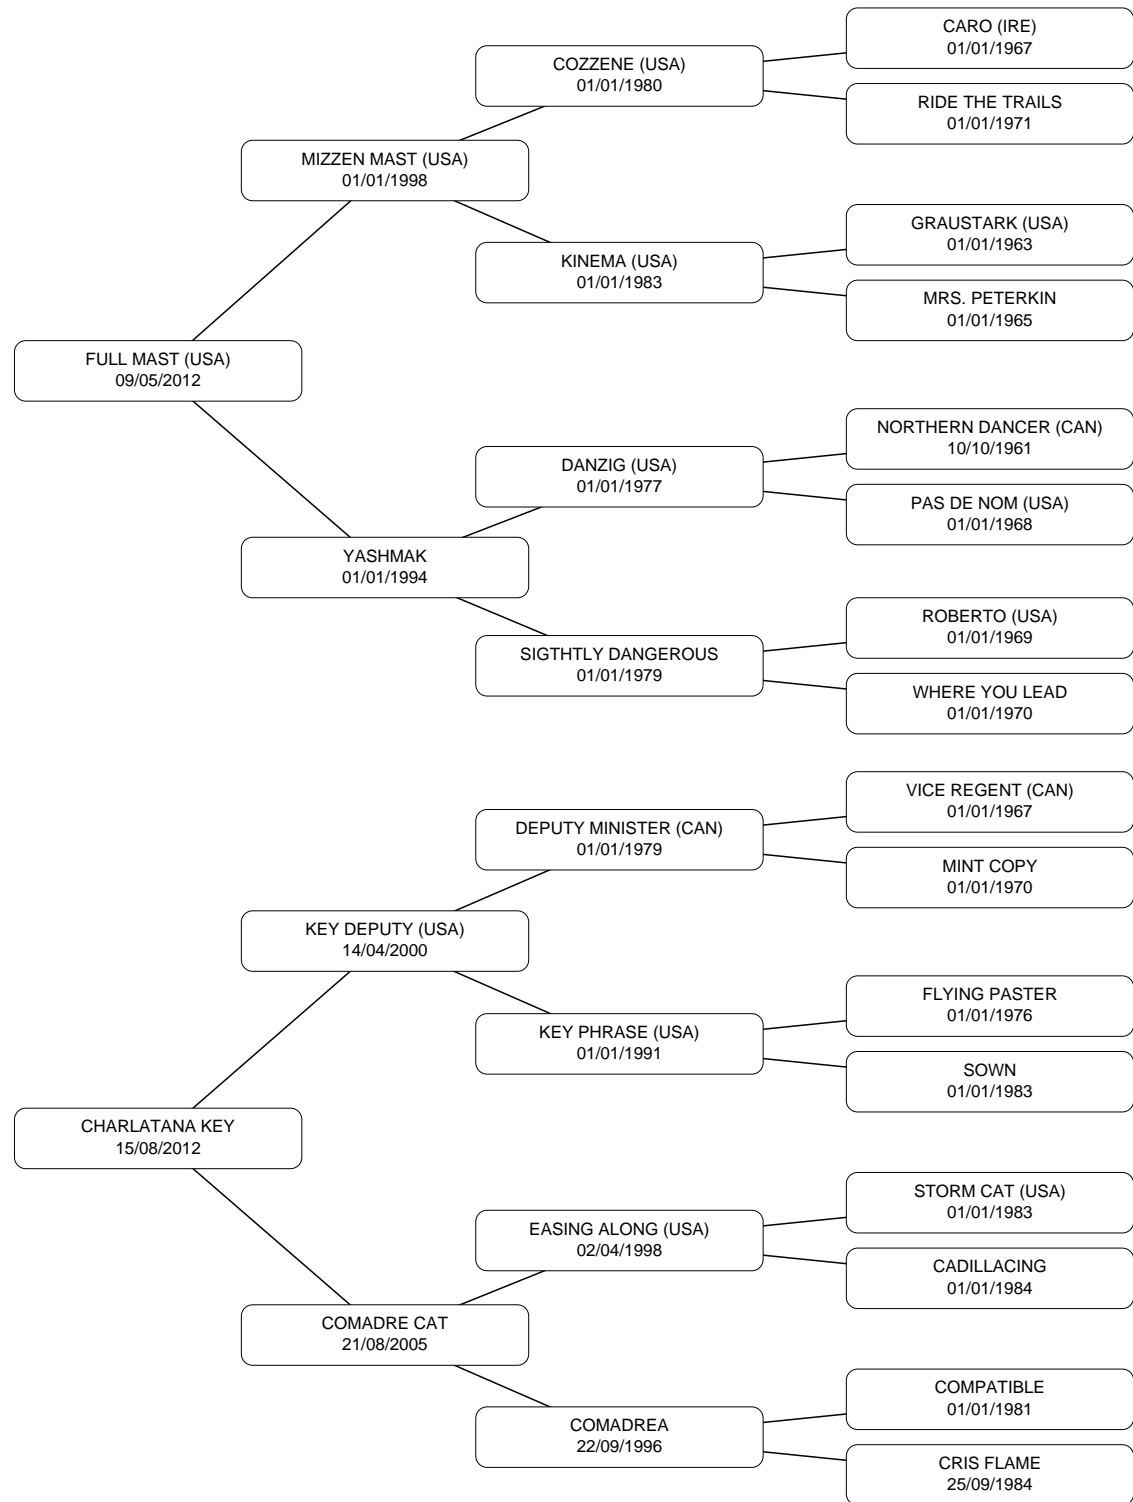 CARO (IRE)
01/01/1967
COZZENE (USA)
01/01/1980
RIDE THE TRAILS
01/01/1971
MIZZEN MAST (USA)
01/01/1998
GRAUSTARK (USA)
01/01/1963
KINEMA (USA)
01/01/1983
MRS. PETERKIN
01/01/1965
FULL MAST (USA)
09/05/2012
NORTHERN DANCER (CAN)
10/10/1961
DANZIG (USA)
01/01/1977
PAS DE NOM (USA)
01/01/1968
YASHMAK
01/01/1994
ROBERTO (USA)
01/01/1969
SIGTHTLY DANGEROUS
01/01/1979
WHERE YOU LEAD
01/01/1970
VICE REGENT (CAN)
01/01/1967
DEPUTY MINISTER (CAN)
01/01/1979
MINT COPY
01/01/1970
KEY DEPUTY (USA)
14/04/2000
FLYING PASTER
01/01/1976
KEY PHRASE (USA)
01/01/1991
SOWN
01/01/1983
CHARLATANA KEY
15/08/2012
STORM CAT (USA)
01/01/1983
EASING ALONG (USA)
02/04/1998
CADILLACING
01/01/1984
COMADRE CAT
21/08/2005
COMPATIBLE
01/01/1981
COMADREA
22/09/1996
CRIS FLAME
25/09/1984